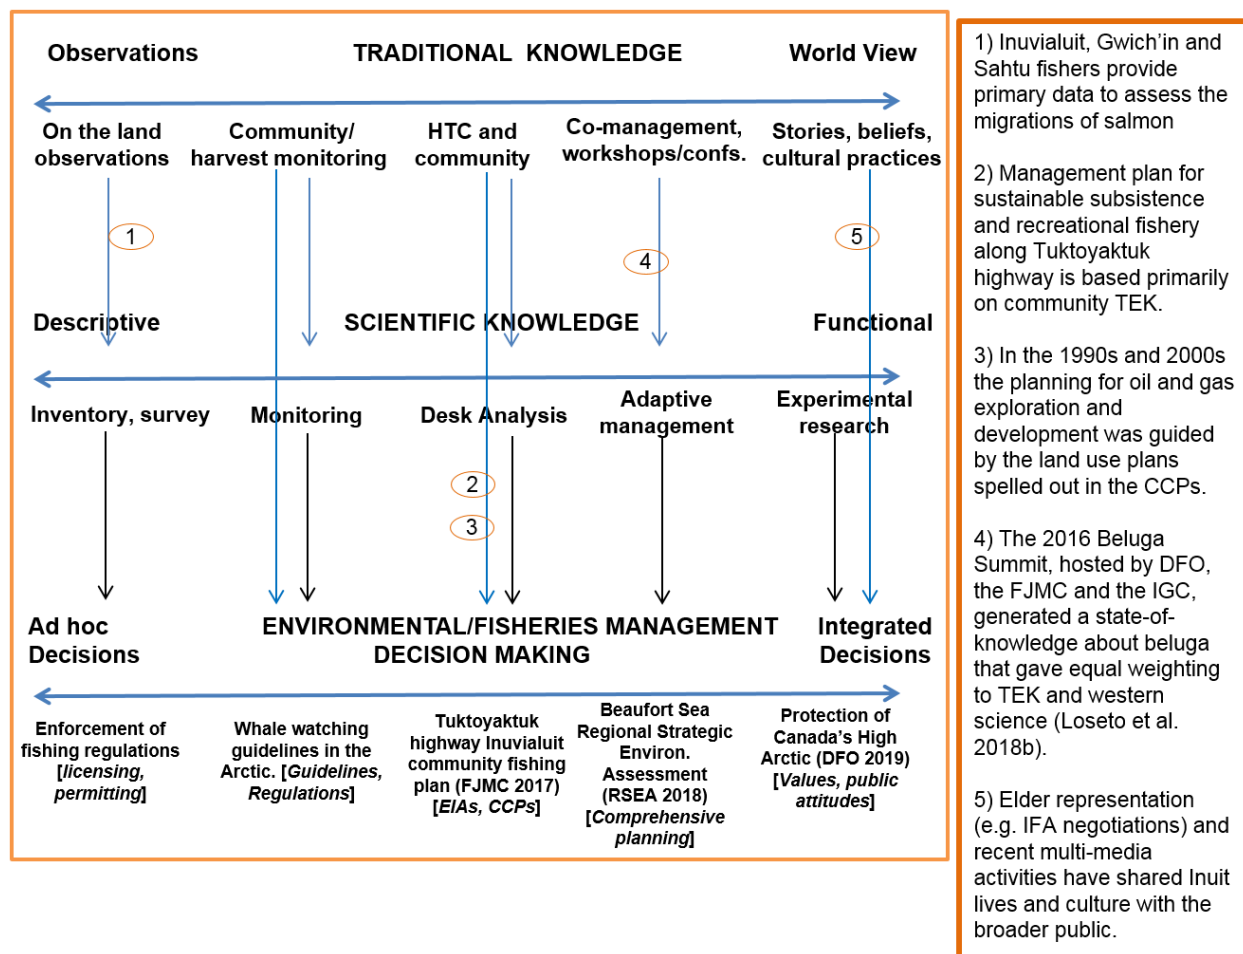 Observations TRADITIONAL KNOWLEDGE World View
On the land
observations
Community/
harvest monitoring
HTC and
community
Co-management,
workshops/confs.
Stories, beliefs,
cultural practices
1
4
5
Descriptive SCIENTIFIC KNOWLEDGE Functional
Inventory, survey
Monitoring
Desk Analysis
Adaptive
management
Experimental
research
2
3
Ad hoc
Decisions
ENVIRONMENTAL/FISHERIES MANAGEMENT
DECISION MAKING
Integrated
Decisions
Enforcement of
fishing regulations
[licensing,
permitting]
Whale watching
guidelines in the
Arctic. [Guidelines,
Regulations]
Tuktoyaktuk
highway Inuvialuit
community fishing
plan (FJMC 2017)
[EIAs, CCPs]
Beaufort Sea
Regional Strategic
Environ.
Assessment
(RSEA 2018)
[Comprehensive
planning]
Protection of
Canada's High
Arctic (DFO 2019)
[Values, public
attitudes]
1) Inuvialuit, Gwich'in and
Sahtu fishers provide
primary data to assess the
migrations of salmon
2) Management plan for
sustainable subsistence
and recreational fishery
along Tuktoyaktuk
highway is based primarily
on community TEK.
3) In the 1990s and 2000s
the planning for oil and gas
exploration and
development was guided
by the land use plans
spelled out in the CCPs.
4) The 2016 Beluga
Summit, hosted by DFO,
the FJMC and the IGC,
generated a state-of-
knowledge about beluga
that gave equal weighting
to TEK and western
science (Loseto et al.
2018b).
5) Elder representation
(e.g. IFA negotiations) and
recent multi-media
activities have shared Inuit
lives and culture with the
broader public.